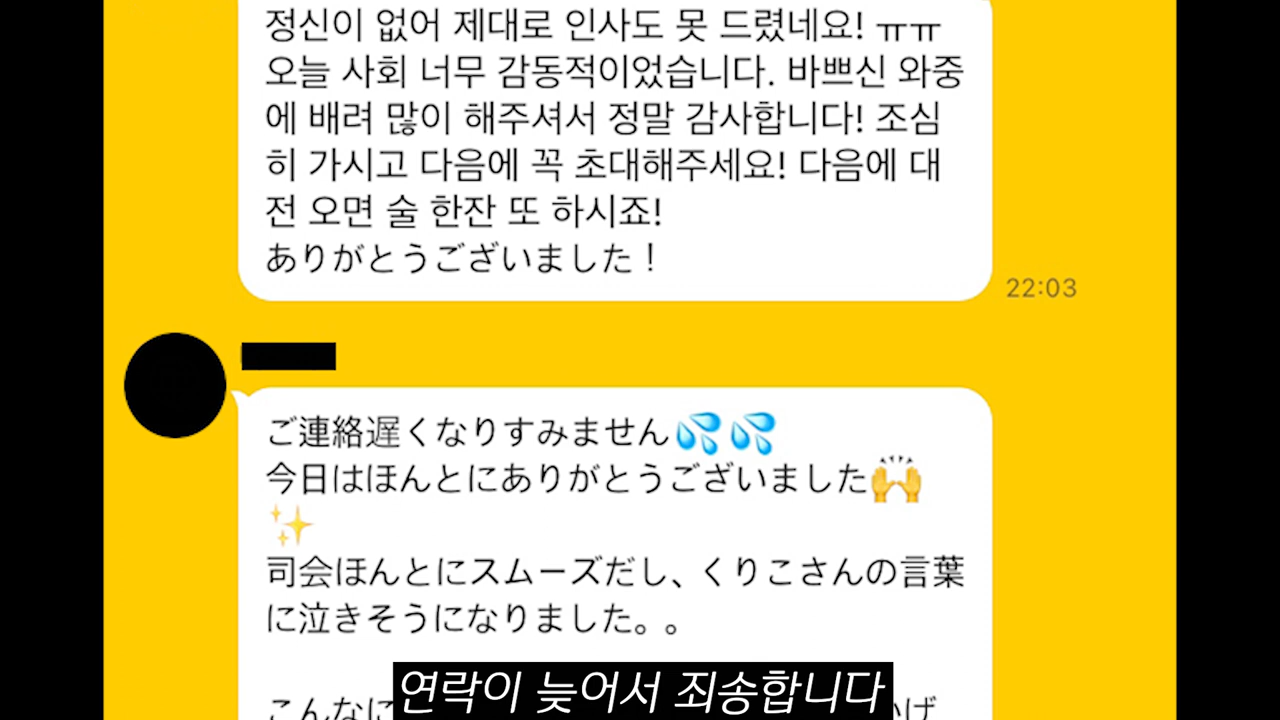 정신이 없어 제대로 인사도 못 드렸네요! ㅠㅠ
오늘 사회 너무 감동적이었습니다. 바쁘신 와중
에 배려 많이 해주셔서 정말 감사합니다! 조심
히 가시고 다음에 꼭 초대해주세요! 다음에 대
전 오면 술 한잔 또 하시죠!
ありがとうございました！
22:03
ご連絡遅くなりすみません💦💦
今日はほんとにありがとうございました🙌
✨
司会ほんとにスムーズだし、くりこさんの言葉
に泣きそうになりました。。
こんなに
연락이 늦어서 죄송합니다